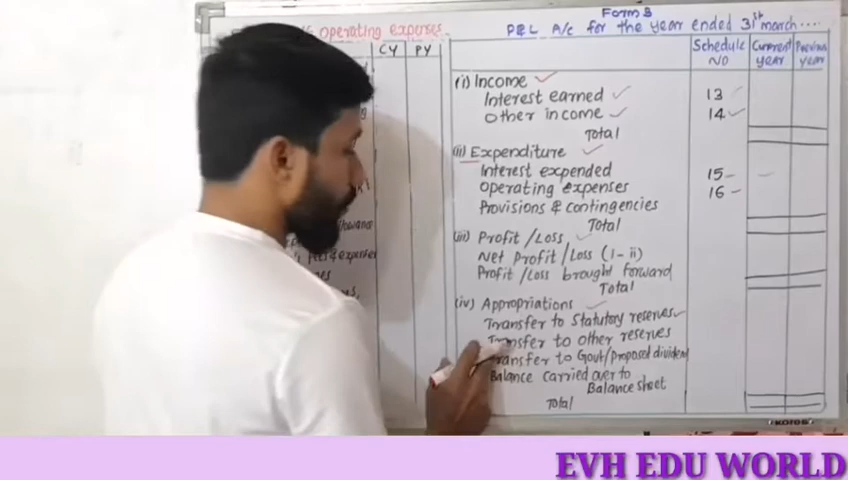 Operating expenses.
CY PY
Form B
P&L A/c for the year ended 31st march....
Schedule NO Current year Previous year
(i) Income
Interest earned 13
Other income 14
Total
(ii) Expenditure
Interest expended 15
Operating expenses 16
Provisions & contingencies
Total
(iii) Profit/Loss
Net Profit/Loss (i-ii)
Profit/Loss brought forward
Total
(iv) Appropriations
Transfer to Statutory reserves
Transfer to other reserves
Transfer to Govt/Proposed dividend
Balance carried over to
Balance sheet
Total
KOTOS
EVH EDU WORLD